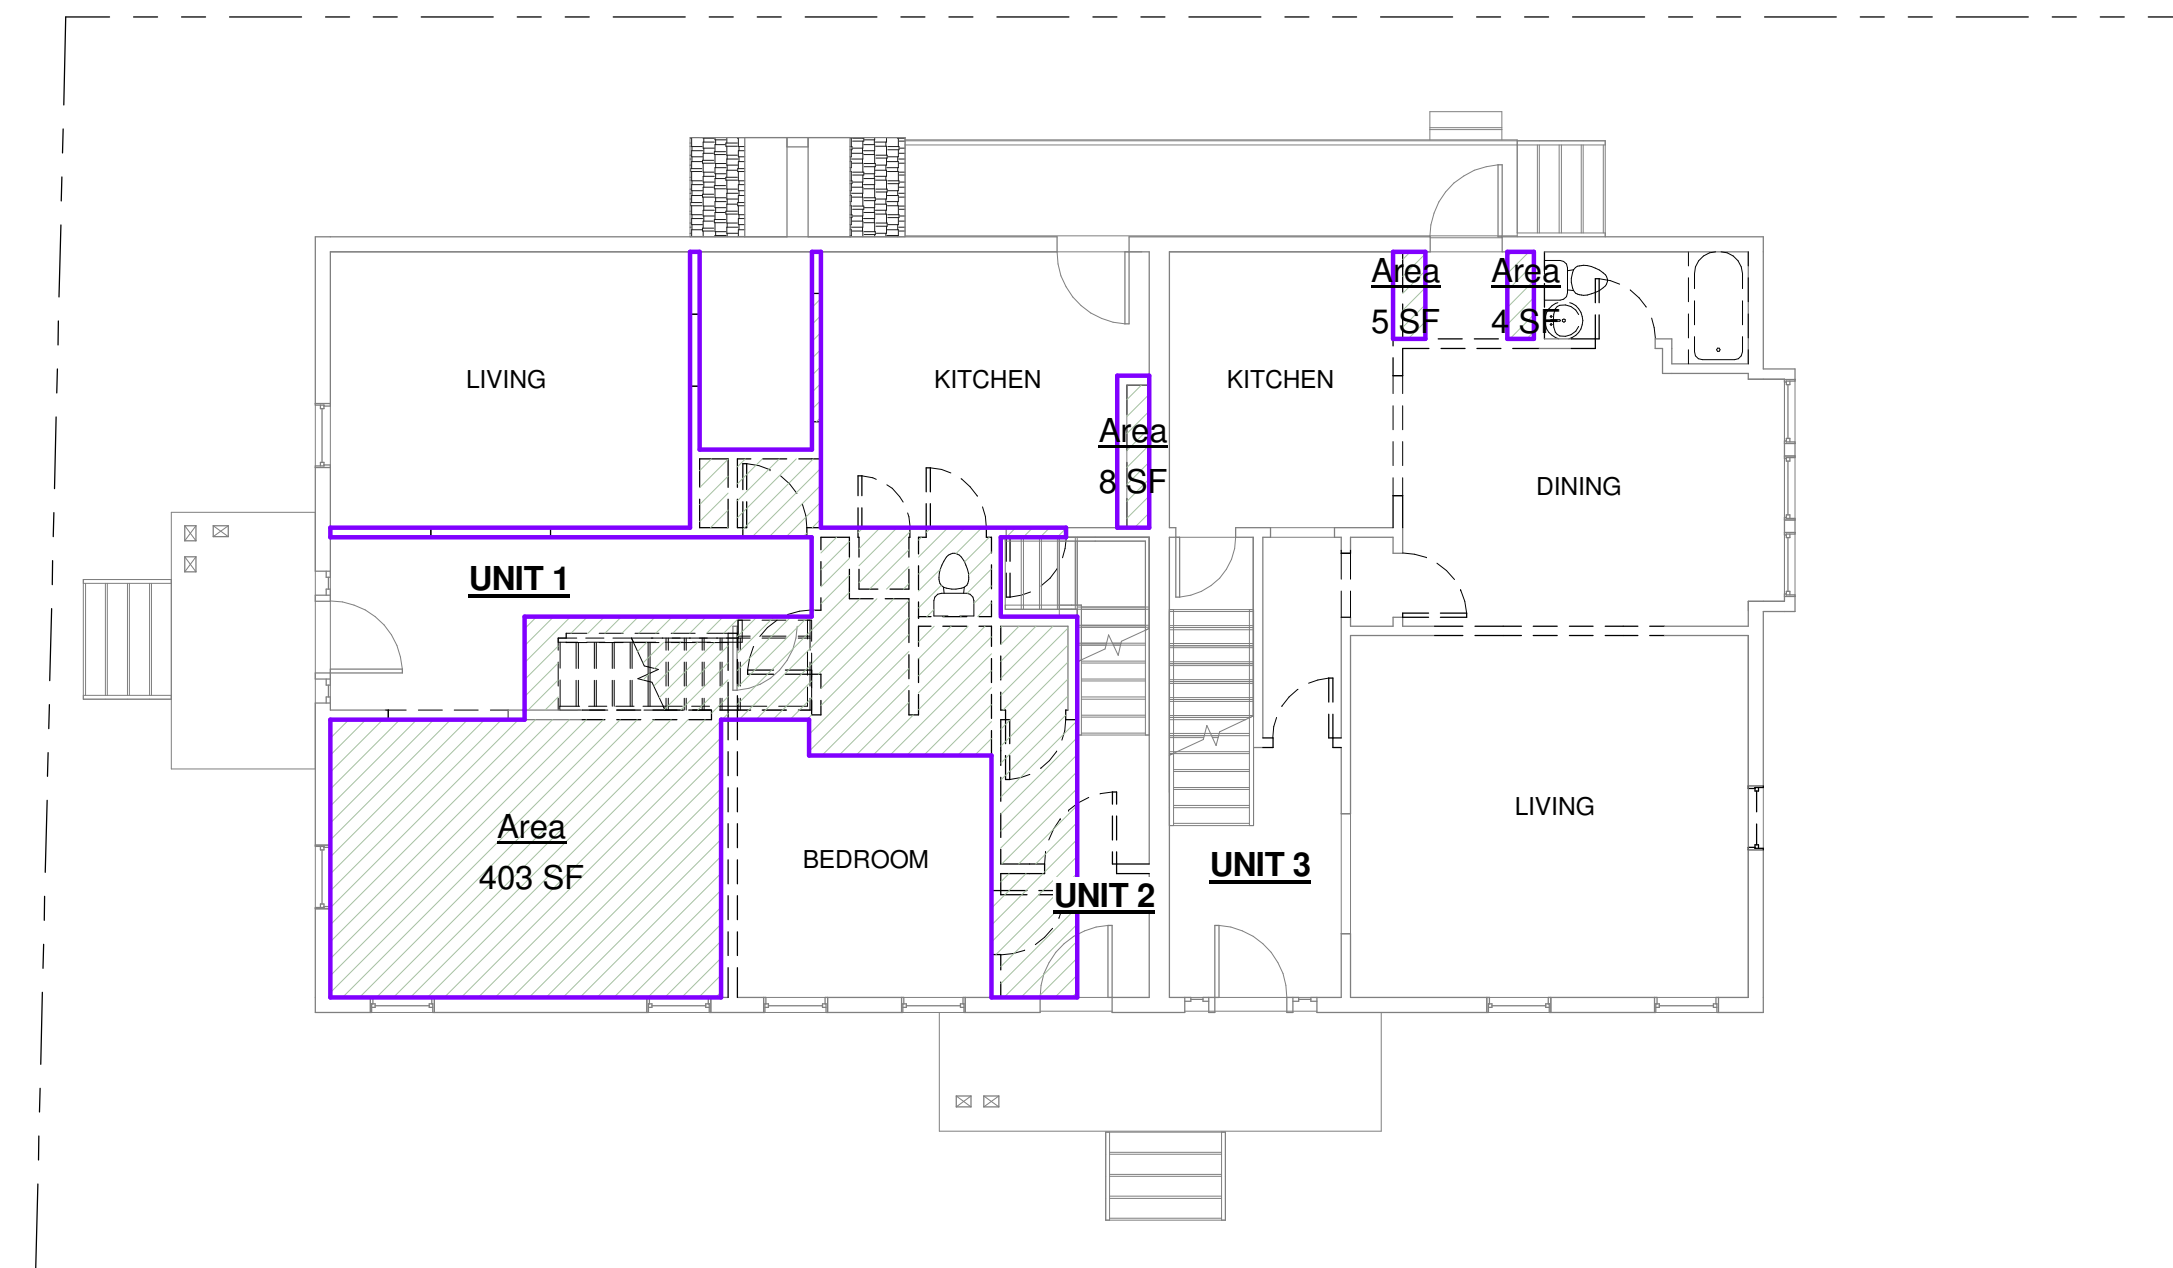 Area
5 SF
Area
4 SF
LIVING
KITCHEN
KITCHEN
Area
8 SF
DINING
UNIT 1
LIVING
Area
403 SF
BEDROOM
UNIT 2
UNIT 3